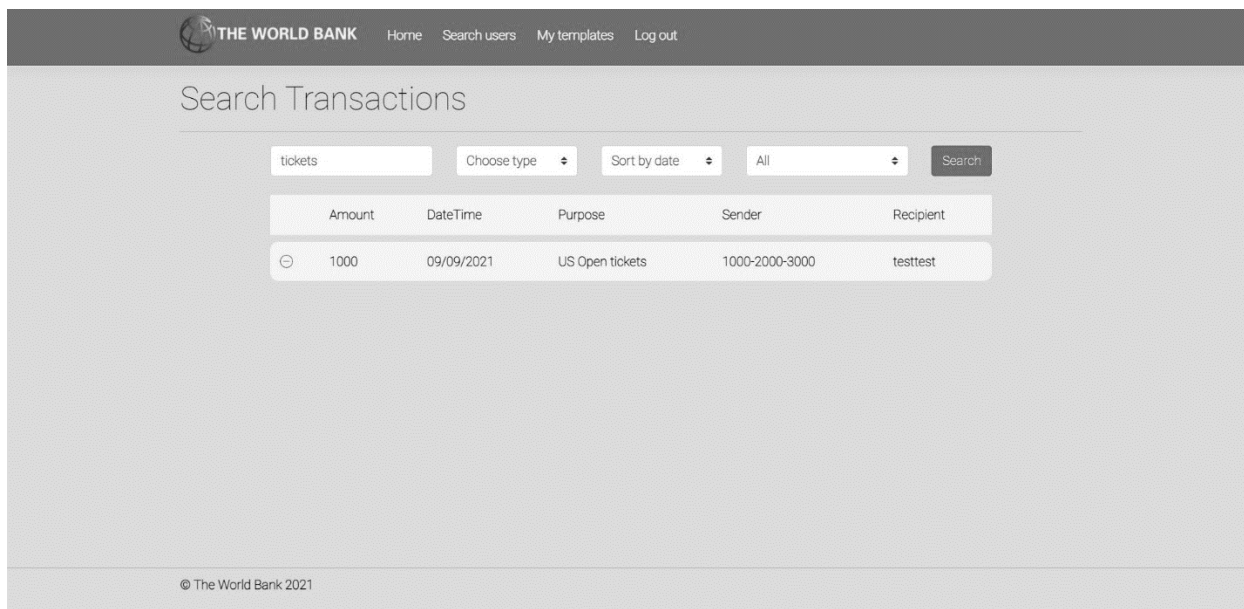 THE WORLD BANK Home Search users My templates Log out
Search Transactions
tickets Choose type Sort by date All Search
Amount DateTime Purpose Sender Recipient
1000 09/09/2021 US Open tickets 1000-2000-3000 testtest
© The World Bank 2021